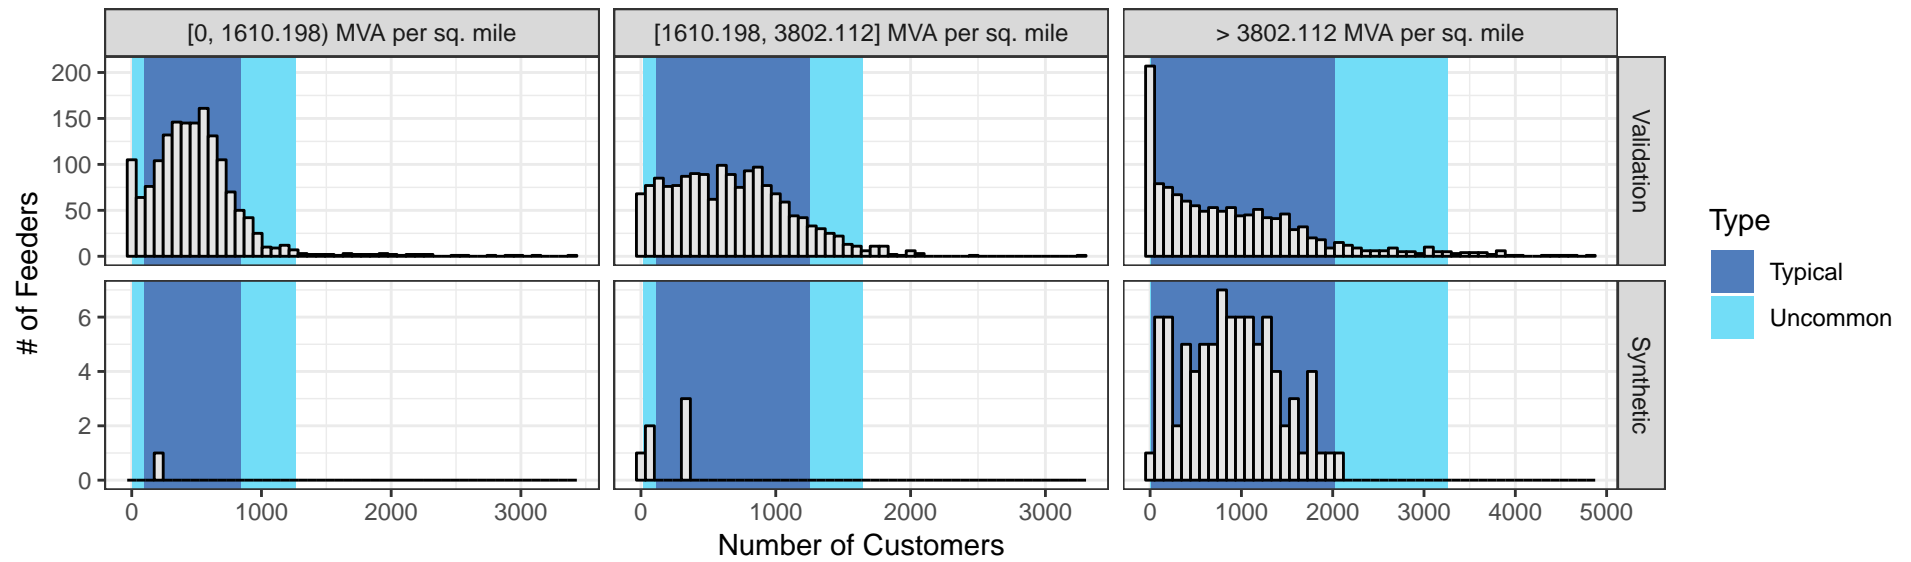 [0, 1610.198) MVA per sq. mile
[1610.198, 3802.112] MVA per sq. mile
> 3802.112 MVA per sq. mile
200
150
100
50
0
Validation
6
4
2
0
Synthetic
# of Feeders
0 1000 2000 3000
0 1000 2000 3000
0 1000 2000 3000 4000 5000
Number of Customers
Type
Typical
Uncommon